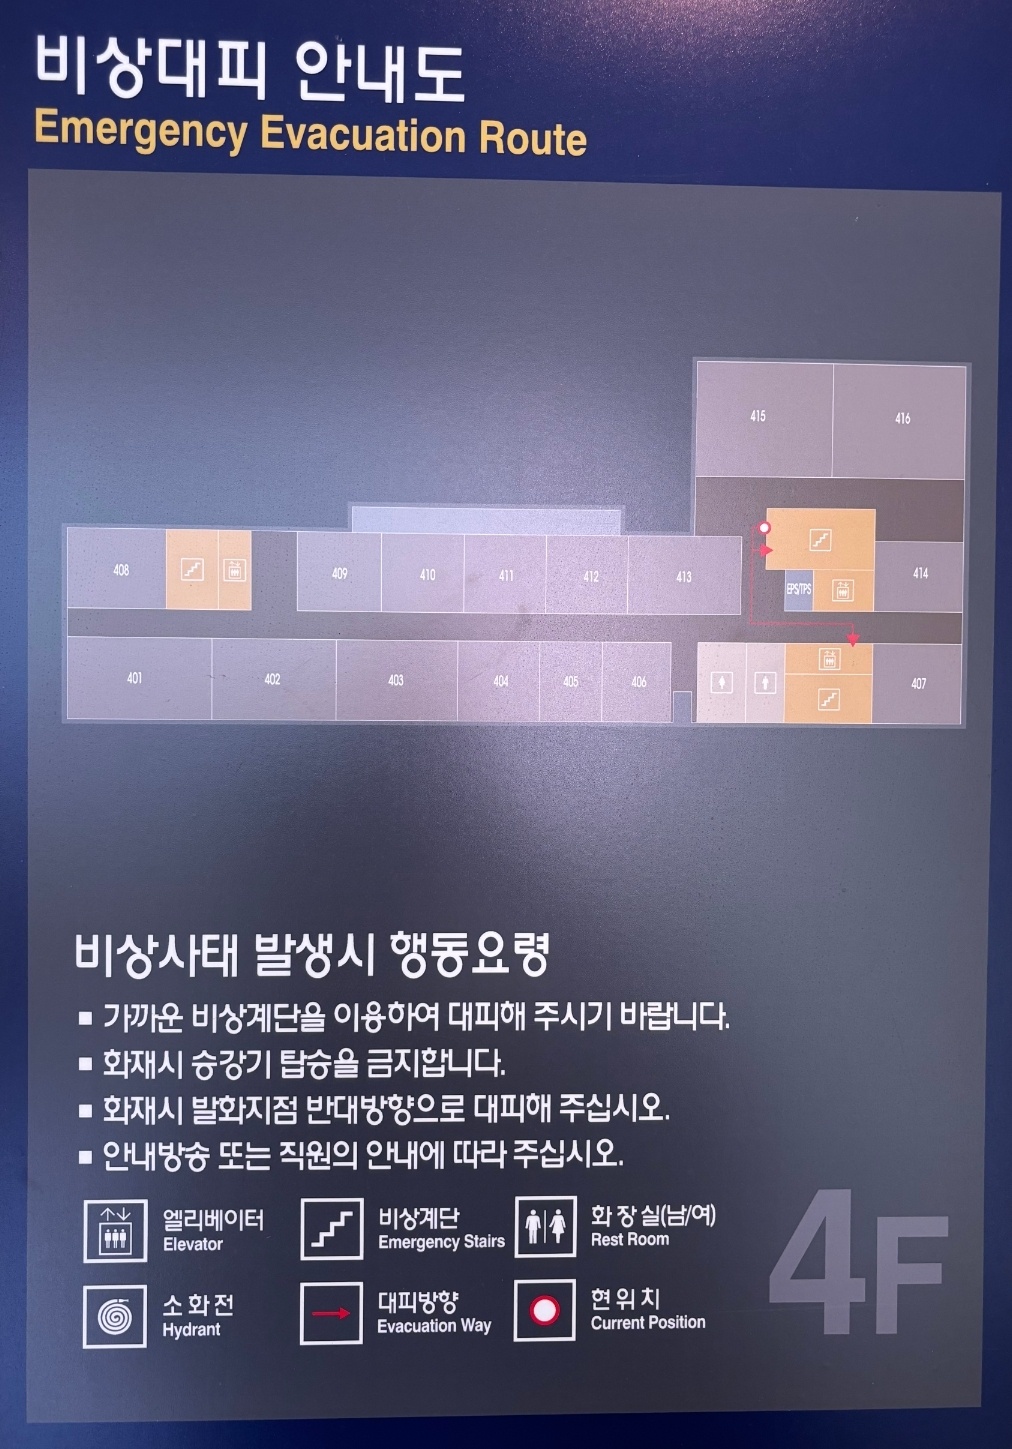 비상대피 안내도
Emergency Evacuation Route
415 416
408 409 410 411 412 413 EPS/TPS 414
401 402 403 404 405 406 407
비상사태 발생시 행동요령
■ 가까운 비상계단을 이용하여 대피해 주시기 바랍니다.
■ 화재시 승강기 탑승을 금지합니다.
■ 화재시 발화지점 반대방향으로 대피해 주십시오.
■ 안내방송 또는 직원의 안내에 따라 주십시오.
엘리베이터 비상계단 화장실(남/여)
Elevator Emergency Stairs Rest Room
소화전 대피방향 현위치
Hydrant Evacuation Way Current Position
4F